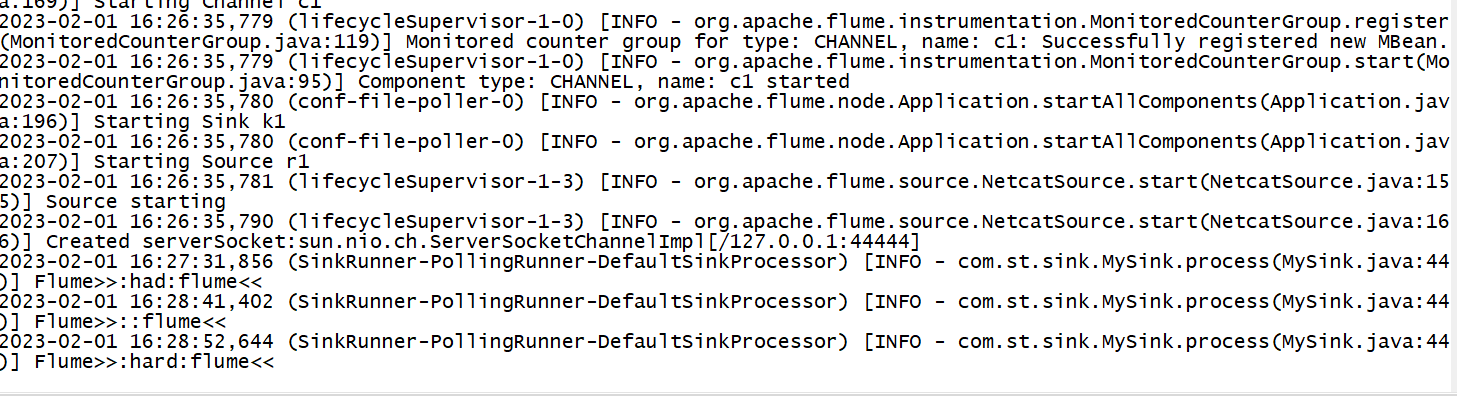 a:169)] Starting Channel c1
2023-02-01 16:26:35,779 (lifecycleSupervisor-1-0) [INFO - org.apache.flume.instrumentation.MonitoredCounterGroup.register
(MonitoredCounterGroup.java:119)] Monitored counter group for type: CHANNEL, name: c1: Successfully registered new MBean.
2023-02-01 16:26:35,779 (lifecycleSupervisor-1-0) [INFO - org.apache.flume.instrumentation.MonitoredCounterGroup.start(Mo
nitoredCounterGroup.java:95)] Component type: CHANNEL, name: c1 started
2023-02-01 16:26:35,780 (conf-file-poller-0) [INFO - org.apache.flume.node.Application.startAllComponents(Application.jav
a:196)] Starting Sink k1
2023-02-01 16:26:35,780 (conf-file-poller-0) [INFO - org.apache.flume.node.Application.startAllComponents(Application.jav
a:207)] Starting Source r1
2023-02-01 16:26:35,781 (lifecycleSupervisor-1-3) [INFO - org.apache.flume.source.NetcatSource.start(NetcatSource.java:15
5)] Source starting
2023-02-01 16:26:35,790 (lifecycleSupervisor-1-3) [INFO - org.apache.flume.source.NetcatSource.start(NetcatSource.java:16
6)] Created serverSocket:sun.nio.ch.ServerSocketChannelImpl[/127.0.0.1:44444]
2023-02-01 16:27:31,856 (SinkRunner-PollingRunner-DefaultSinkProcessor) [INFO - com.st.sink.MySink.process(MySink.java:44
)] Flume>>:had:flume<<
2023-02-01 16:28:41,402 (SinkRunner-PollingRunner-DefaultSinkProcessor) [INFO - com.st.sink.MySink.process(MySink.java:44
)] Flume>>::flume<<
2023-02-01 16:28:52,644 (SinkRunner-PollingRunner-DefaultSinkProcessor) [INFO - com.st.sink.MySink.process(MySink.java:44
)] Flume>>:hard:flume<<